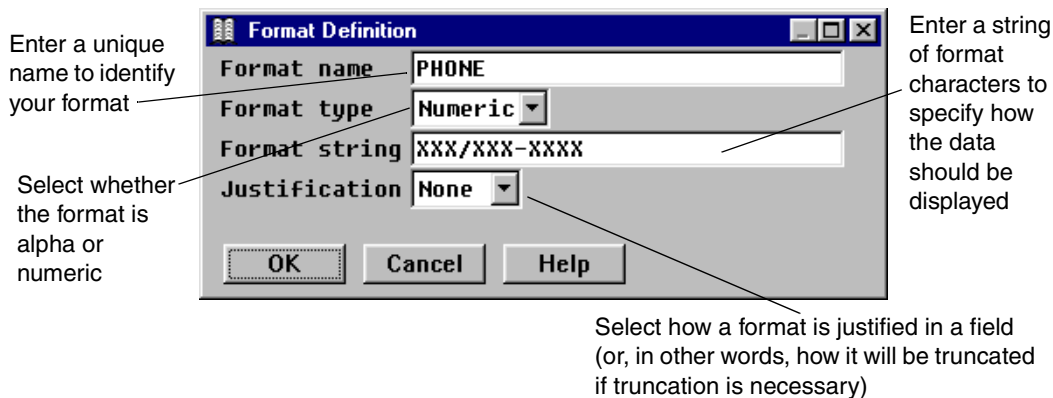 Enter a unique
name to identify
your format
Select whether
the format is
alpha or
numeric
Format Definition
Format name PHONE
Format type Numeric
Format string XXX/XXX-XXXX
Justification None
OK Cancel Help
Enter a string
of format
characters to
specify how
the data
should be
displayed
Select how a format is justified in a field
(or, in other words, how it will be truncated
if truncation is necessary)